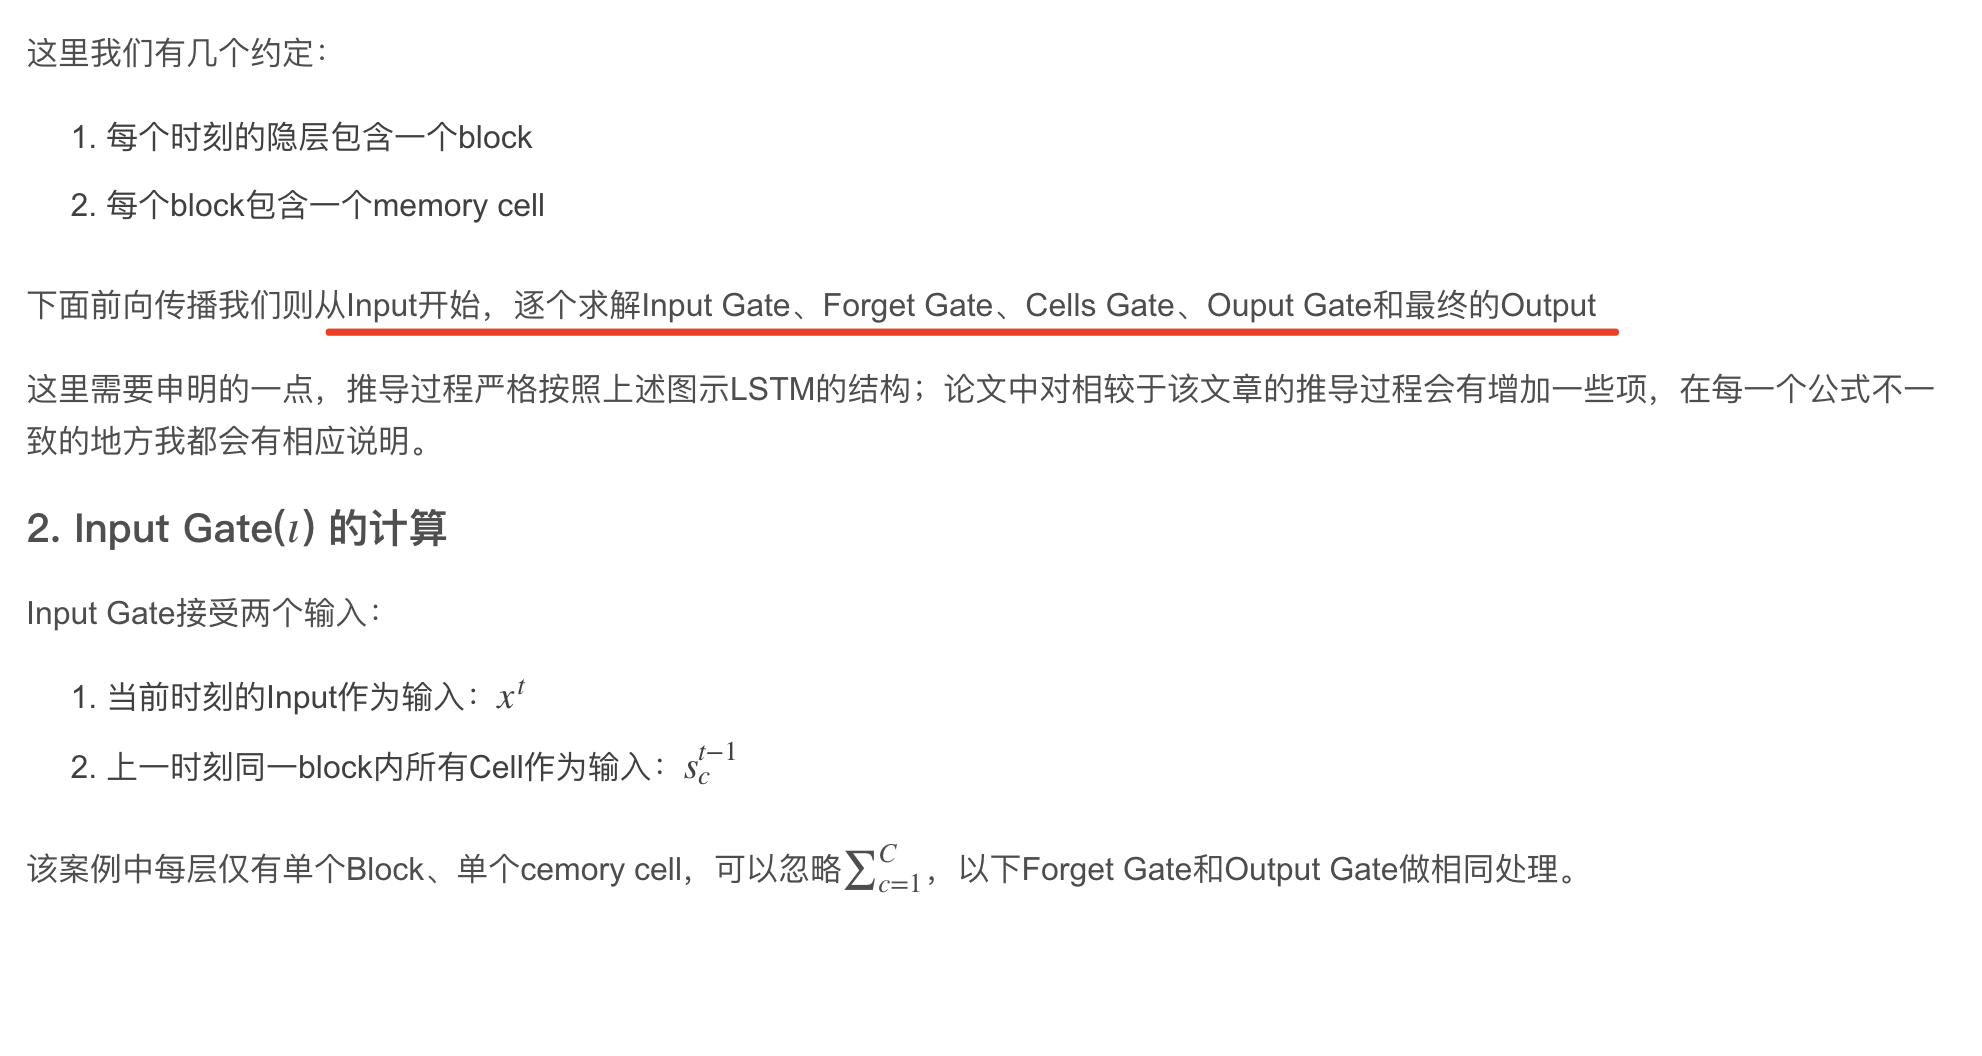 这里我们有几个约定：
1. 每个时刻的隐层包含一个block
2. 每个block包含一个memory cell
下面前向传播我们则从Input开始，逐个求解Input Gate、Forget Gate、Cells Gate、Ouput Gate和最终的Output
这里需要申明的一点，推导过程严格按照上述图示LSTM的结构；论文中对相较于该文章的推导过程会有增加一些项，在每一个公式不一
致的地方我都会有相应说明。
2. Input Gate(ι) 的计算
Input Gate接受两个输入：
1. 当前时刻的Input作为输入：$x^t$
2. 上一时刻同一block内所有Cell作为输入：$s_c^{t-1}$
该案例中每层仅有单个Block、单个cemory cell，可以忽略$\sum_{c=1}^{C}$，以下Forget Gate和Output Gate做相同处理。